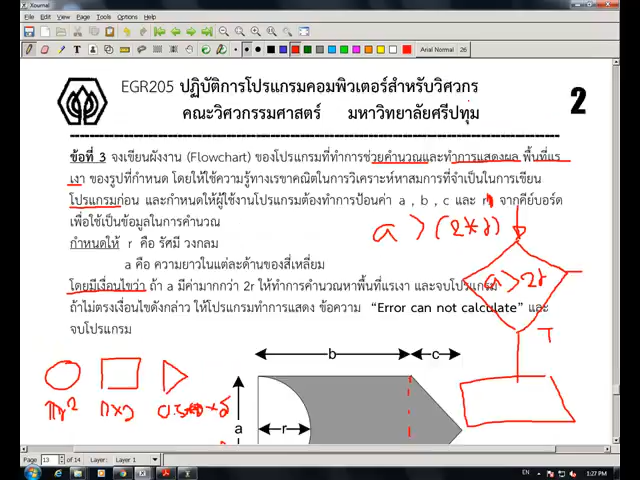 Xournal
File Edit View Journal Tools Options Help
Arial Normal 26
EGR205 ปฏิบัติการโปรแกรมคอมพิวเตอร์สำหรับวิศวกร
คณะวิศวกรรมศาสตร์ มหาวิทยาลัยศรีปทุม
2
ข้อที่ 3 จงเขียนผังงาน (Flowchart) ของโปรแกรมที่ทำการช่วยคำนวณและทำการแสดงผล พื้นที่แร
เงา ของรูปที่กำหนด โดยให้ใช้ความรู้ทางเรขาคณิตในการวิเคราะห์หาสมการที่จำเป็นในการเขียน
โปรแกรมก่อน และกำหนดให้ผู้ใช้งานโปรแกรมต้องทำการป้อนค่า a , b , c และ r จากคีย์บอร์ด
เพื่อใช้เป็นข้อมูลในการคำนวณ
a > (2*r)
กำหนดให้ r คือ รัศมี วงกลม
a คือ ความยาวในแต่ละด้านของสี่เหลี่ยม
a > 2r
โดยมีเงื่อนไขว่า ถ้า a มีค่ามากกว่า 2r ให้ทำการคำนวณหาพื้นที่แรเงา และจบโปรแกรม
ถ้าไม่ตรงเงื่อนไขดังกล่าว ให้โปรแกรมทำการแสดง ข้อความ “Error can not calculate” และ
จบโปรแกรม
T
b c
πr²
a r
Page 13 of 14 Layer: Layer 1
EN 1:27 PM